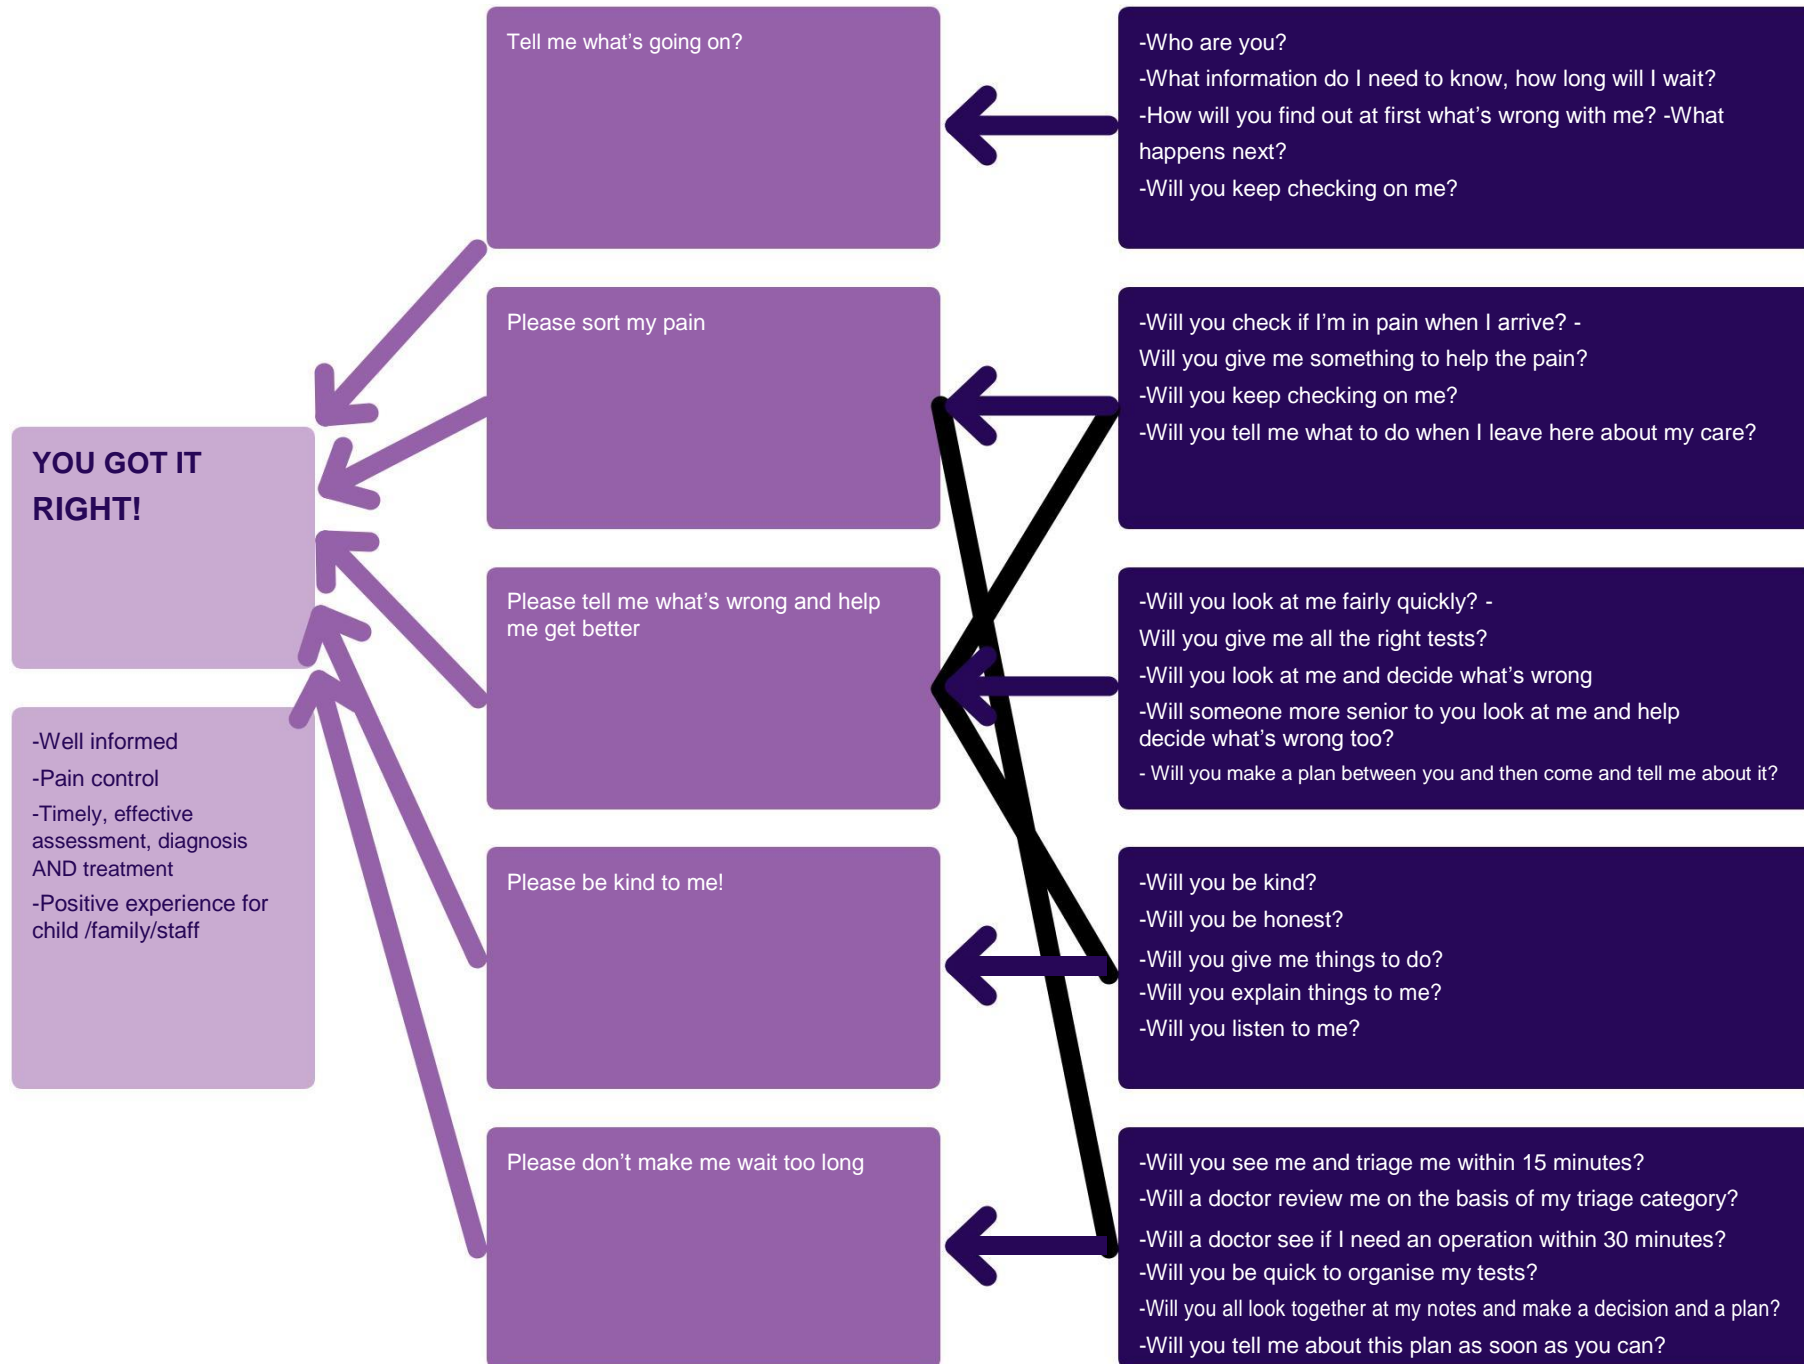 YOU GOT IT
RIGHT!
-Well informed
-Pain control
-Timely, effective
assessment, diagnosis
AND treatment
-Positive experience for
child /family/staff
Tell me what’s going on?
Please sort my pain
Please tell me what’s wrong and help
me get better
Please be kind to me!
Please don’t make me wait too long
-Who are you?
-What information do I need to know, how long will I wait?
-How will you find out at first what’s wrong with me? -What
happens next?
-Will you keep checking on me?
-Will you check if I’m in pain when I arrive? -
Will you give me something to help the pain?
-Will you keep checking on me?
-Will you tell me what to do when I leave here about my care?
-Will you look at me fairly quickly? -
Will you give me all the right tests?
-Will you look at me and decide what’s wrong
-Will someone more senior to you look at me and help
decide what’s wrong too?
- Will you make a plan between you and then come and tell me about it?
-Will you be kind?
-Will you be honest?
-Will you give me things to do?
-Will you explain things to me?
-Will you listen to me?
-Will you see me and triage me within 15 minutes?
-Will a doctor review me on the basis of my triage category?
-Will a doctor see if I need an operation within 30 minutes?
-Will you be quick to organise my tests?
-Will you all look together at my notes and make a decision and a plan?
-Will you tell me about this plan as soon as you can?